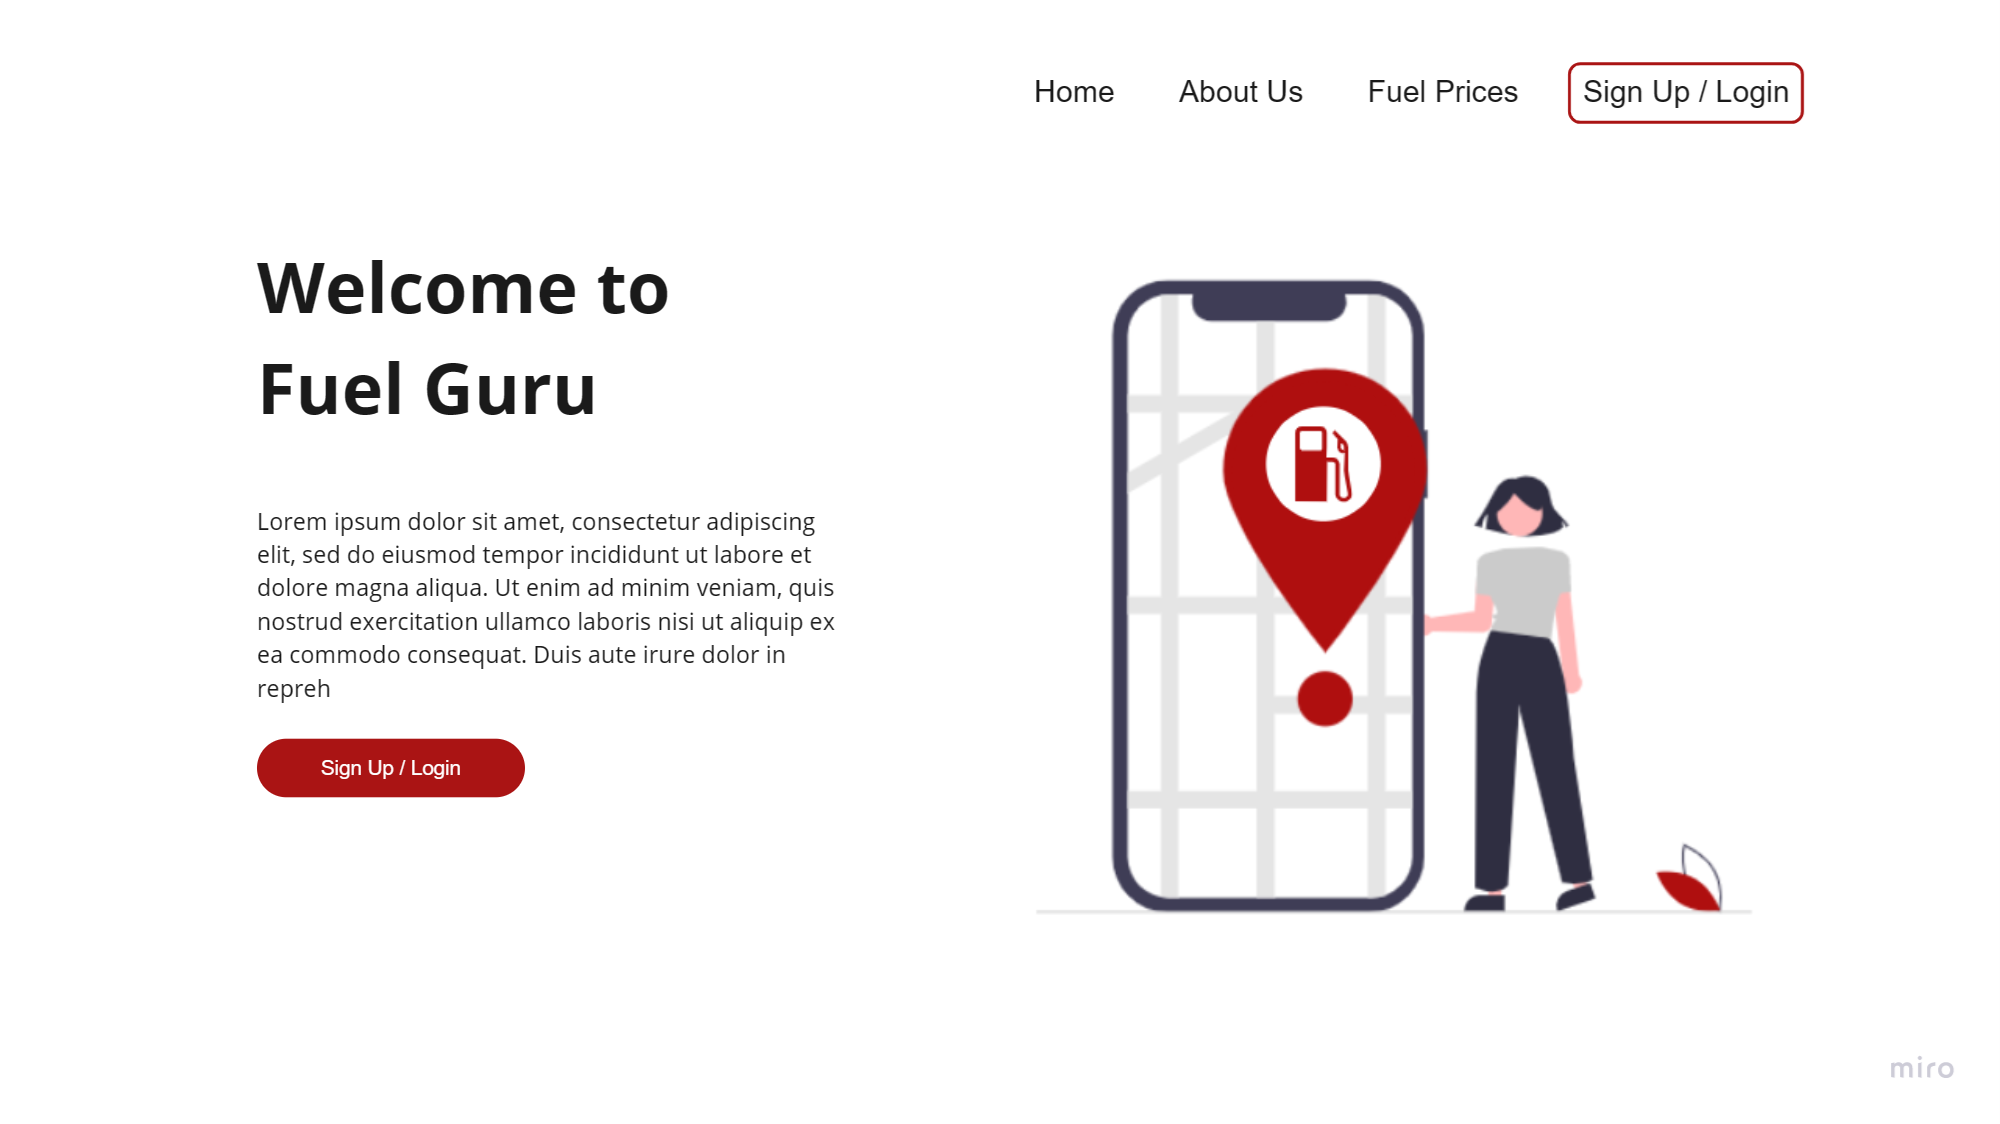 Home About Us Fuel Prices Sign Up / Login
Welcome to
Fuel Guru
Lorem ipsum dolor sit amet, consectetur adipiscing
elit, sed do eiusmod tempor incididunt ut labore et
dolore magna aliqua. Ut enim ad minim veniam, quis
nostrud exercitation ullamco laboris nisi ut aliquip ex
ea commodo consequat. Duis aute irure dolor in
repreh
Sign Up / Login
miro